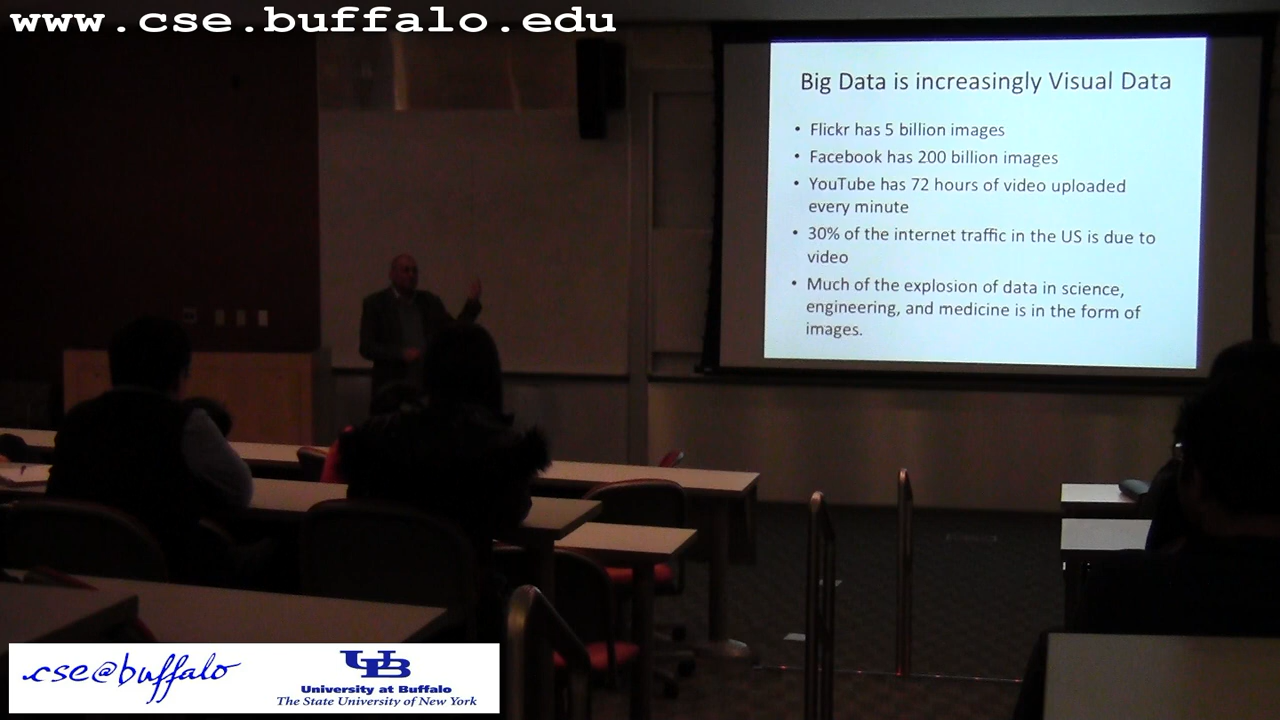 www.cse.buffalo.edu
Big Data is increasingly Visual Data
• Flickr has 5 billion images
• Facebook has 200 billion images
• YouTube has 72 hours of video uploaded
every minute
• 30% of the internet traffic in the US is due to
video
• Much of the explosion of data in science,
engineering, and medicine is in the form of
images.
cse@buffalo
UB
University at Buffalo
The State University of New York